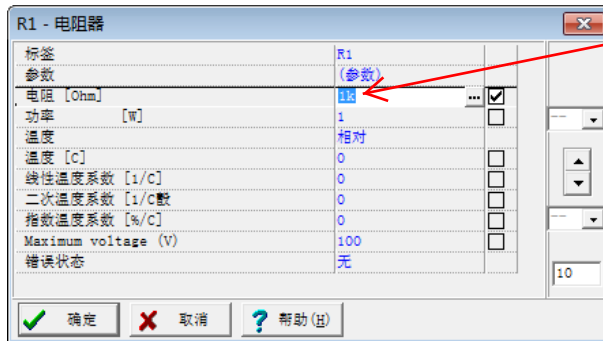 R1 - 电阻器
标签 R1
参数 (参数)
电阻 [Ohm] 1k ...
功率 [W] 1
温度 相对
温度 [C] 0
线性温度系数 [1/C] 0
二次温度系数 [1/C 0
指数温度系数 [%/C] 0
Maximum voltage (V) 100
错误状态 无
--
--
10
确定 取消 帮助(H)